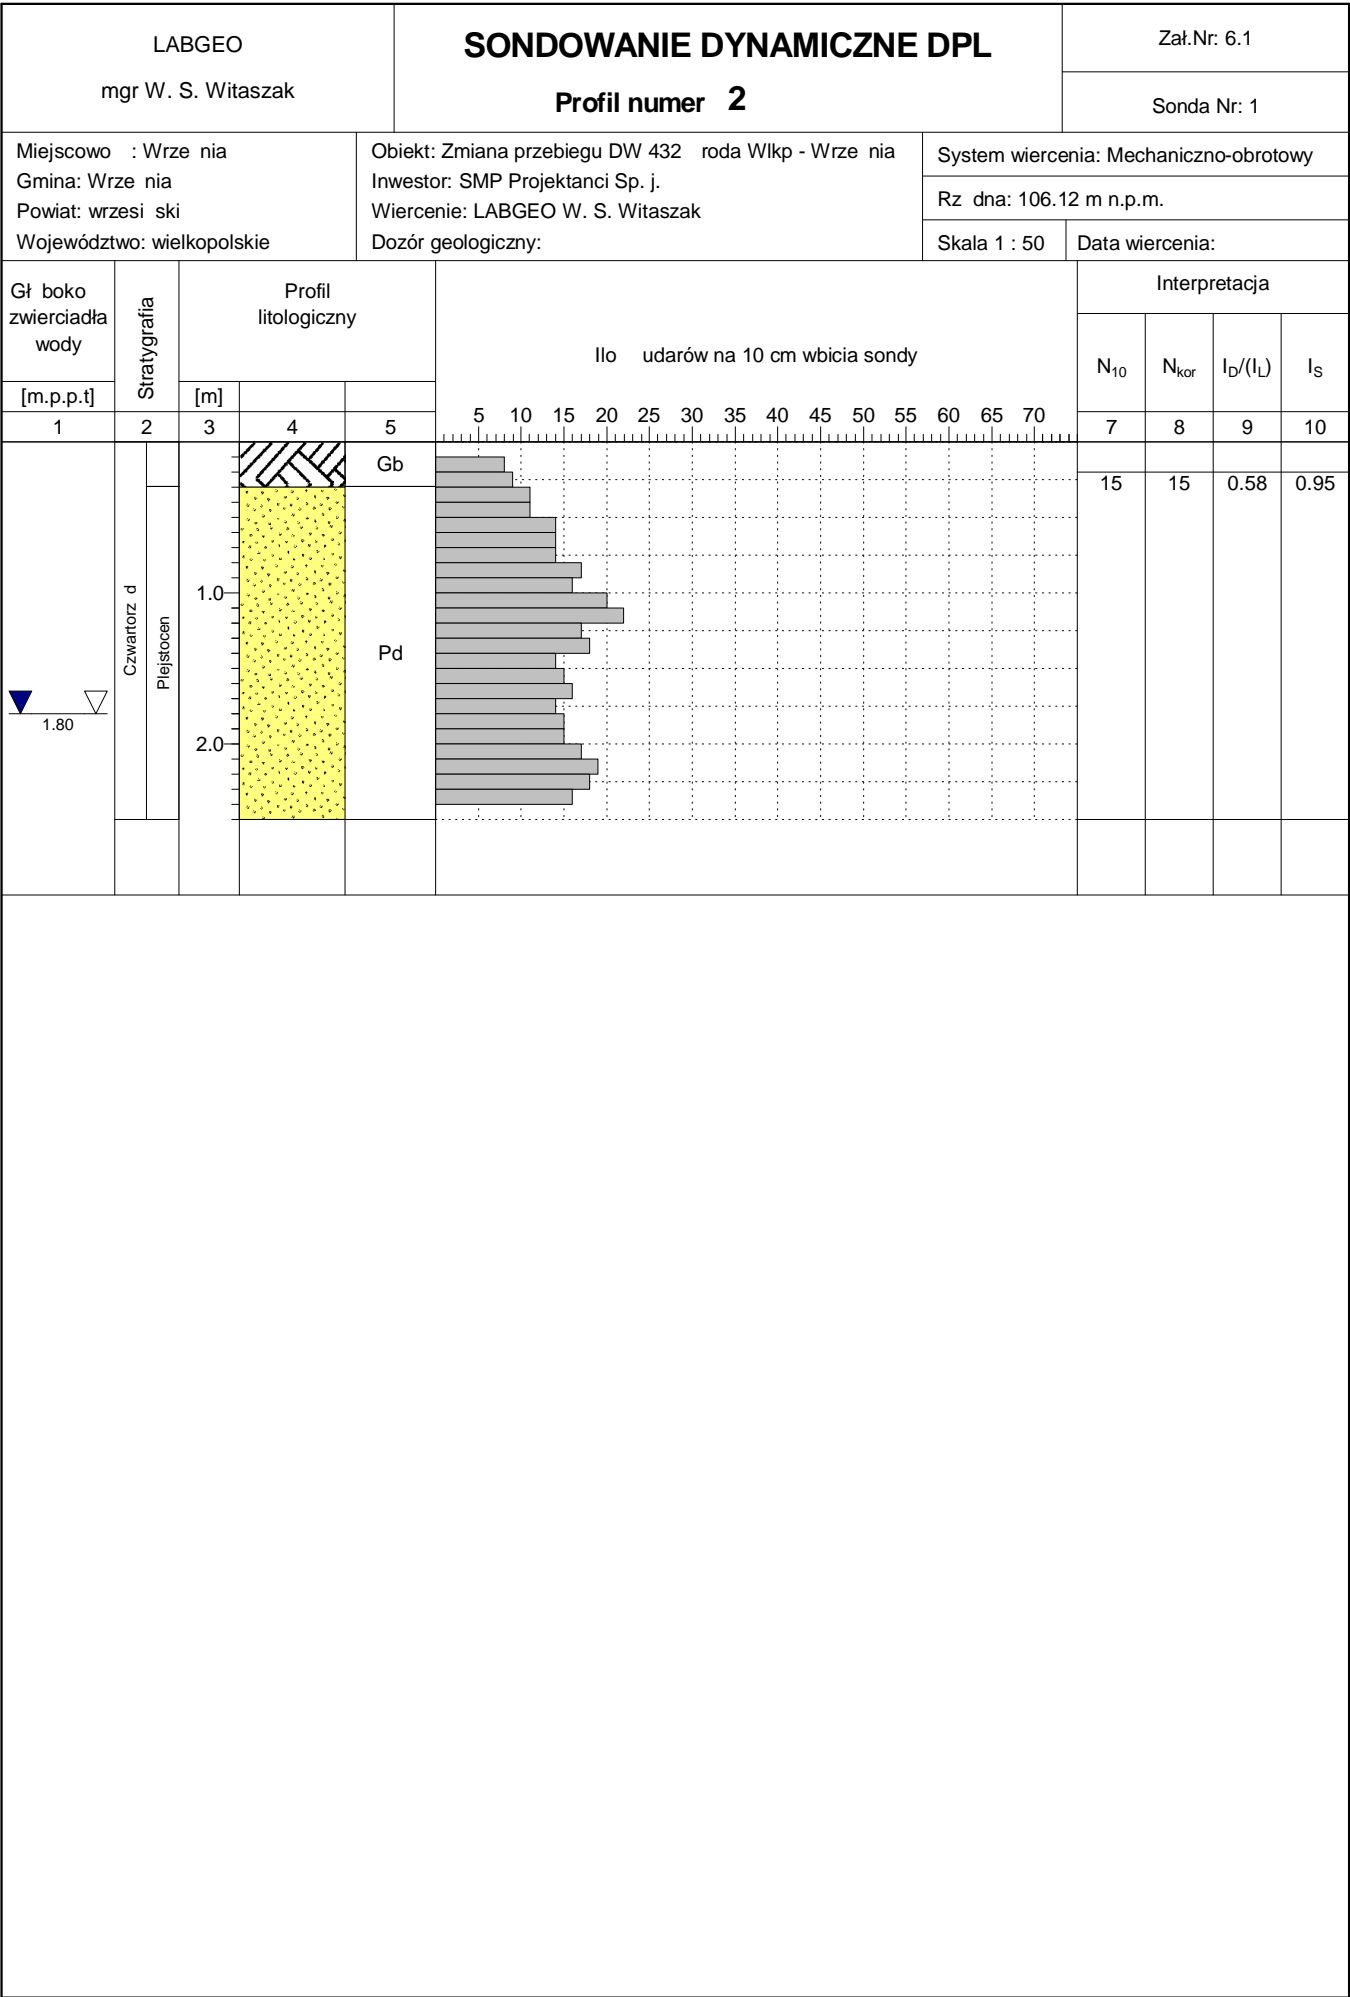 LABGEO
mgr W. S. Witaszak
SONDOWANIE DYNAMICZNE DPL
Profil numer 2
Zał.Nr: 6.1
Sonda Nr: 1
Miejscowo : Wrze nia
Gmina: Wrze nia
Powiat: wrzesi ski
Województwo: wielkopolskie
Obiekt: Zmiana przebiegu DW 432 roda Wlkp - Wrze nia
Inwestor: SMP Projektanci Sp. j.
Wiercenie: LABGEO W. S. Witaszak
Dozór geologiczny:
System wiercenia: Mechaniczno-obrotowy
Rz dna: 106.12 m n.p.m.
Skala 1 : 50
Data wiercenia:
Gł boko
zwierciadła
wody
[m.p.p.t]
Stratygrafia
Profil
litologiczny
[m]
Ilo udarów na 10 cm wbicia sondy
5 10 15 20 25 30 35 40 45 50 55 60 65 70
Interpretacja
N10 Nkor ID/(IL) IS
1 2 3 4 5 7 8 9 10
Gb
15 15 0.58 0.95
1.0
Czwartorz d
Plejstocen
Pd
1.80
2.0